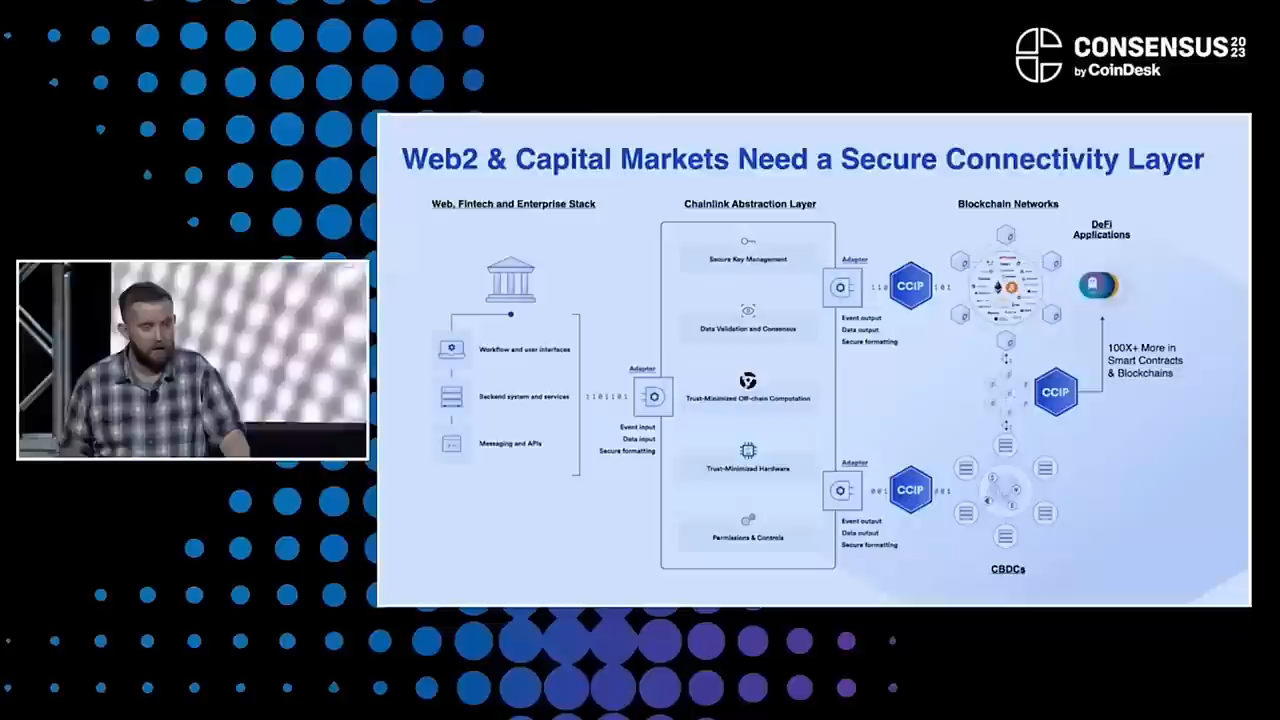 CONSENSUS 20 23
by CoinDesk
Web2 & Capital Markets Need a Secure Connectivity Layer
Web, Fintech and Enterprise Stack
Workflow and user interfaces
Backend system and services
Messaging and APIs
1101101
Adapter
Event input
Data input
Secure formatting
Chainlink Abstraction Layer
Secure Key Management
Data Validation and Consensus
Trust-Minimized Off-chain Computation
Trust-Minimized Hardware
Permissions & Controls
Adapter
CCIP
101
Event output
Data output
Secure formatting
Adapter
CCIP
Event output
Data output
Secure formatting
Blockchain Networks
DeFi
Applications
CCIP
100X+ More in
Smart Contracts
& Blockchains
CBDCs